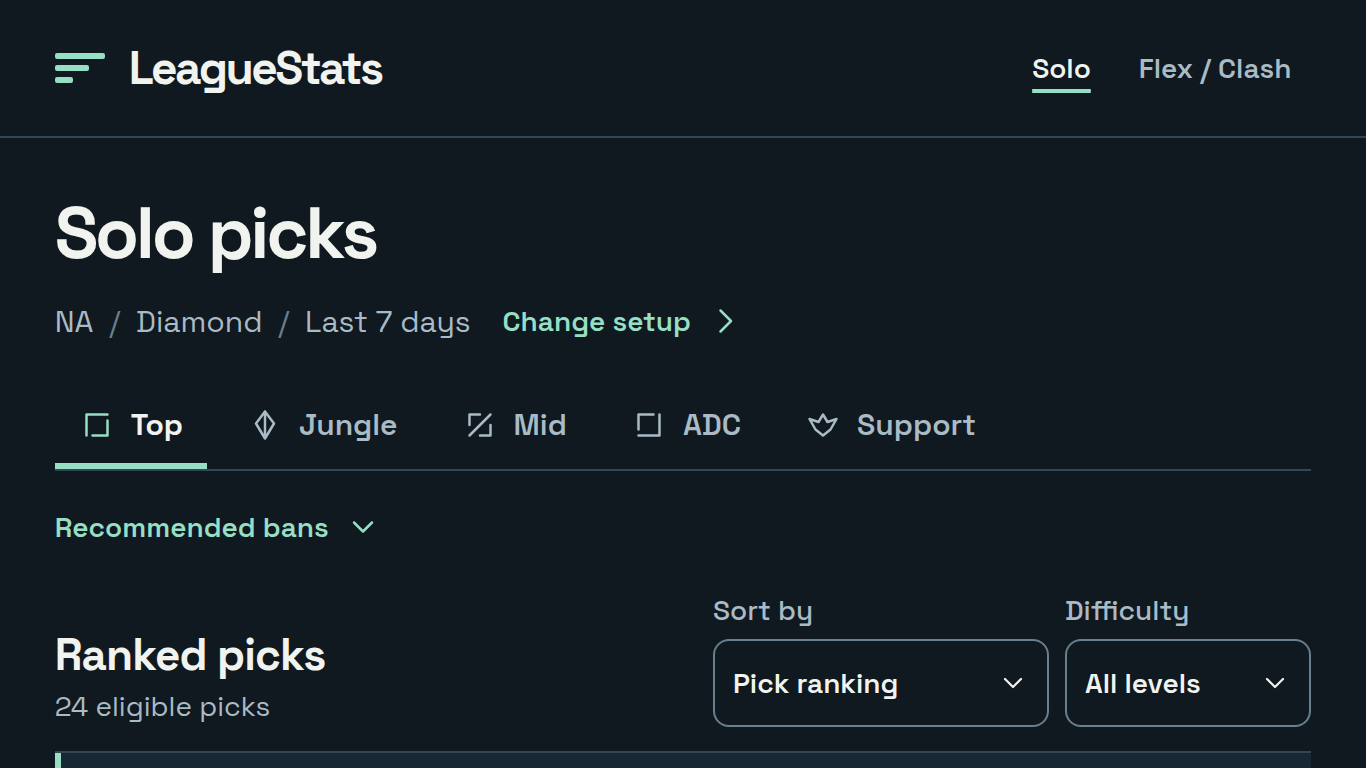 LeagueStats
Solo Flex / Clash
Solo picks
NA / Diamond / Last 7 days Change setup
Top Jungle Mid ADC Support
Recommended bans
Sort by Difficulty
Ranked picks
Pick ranking All levels
24 eligible picks